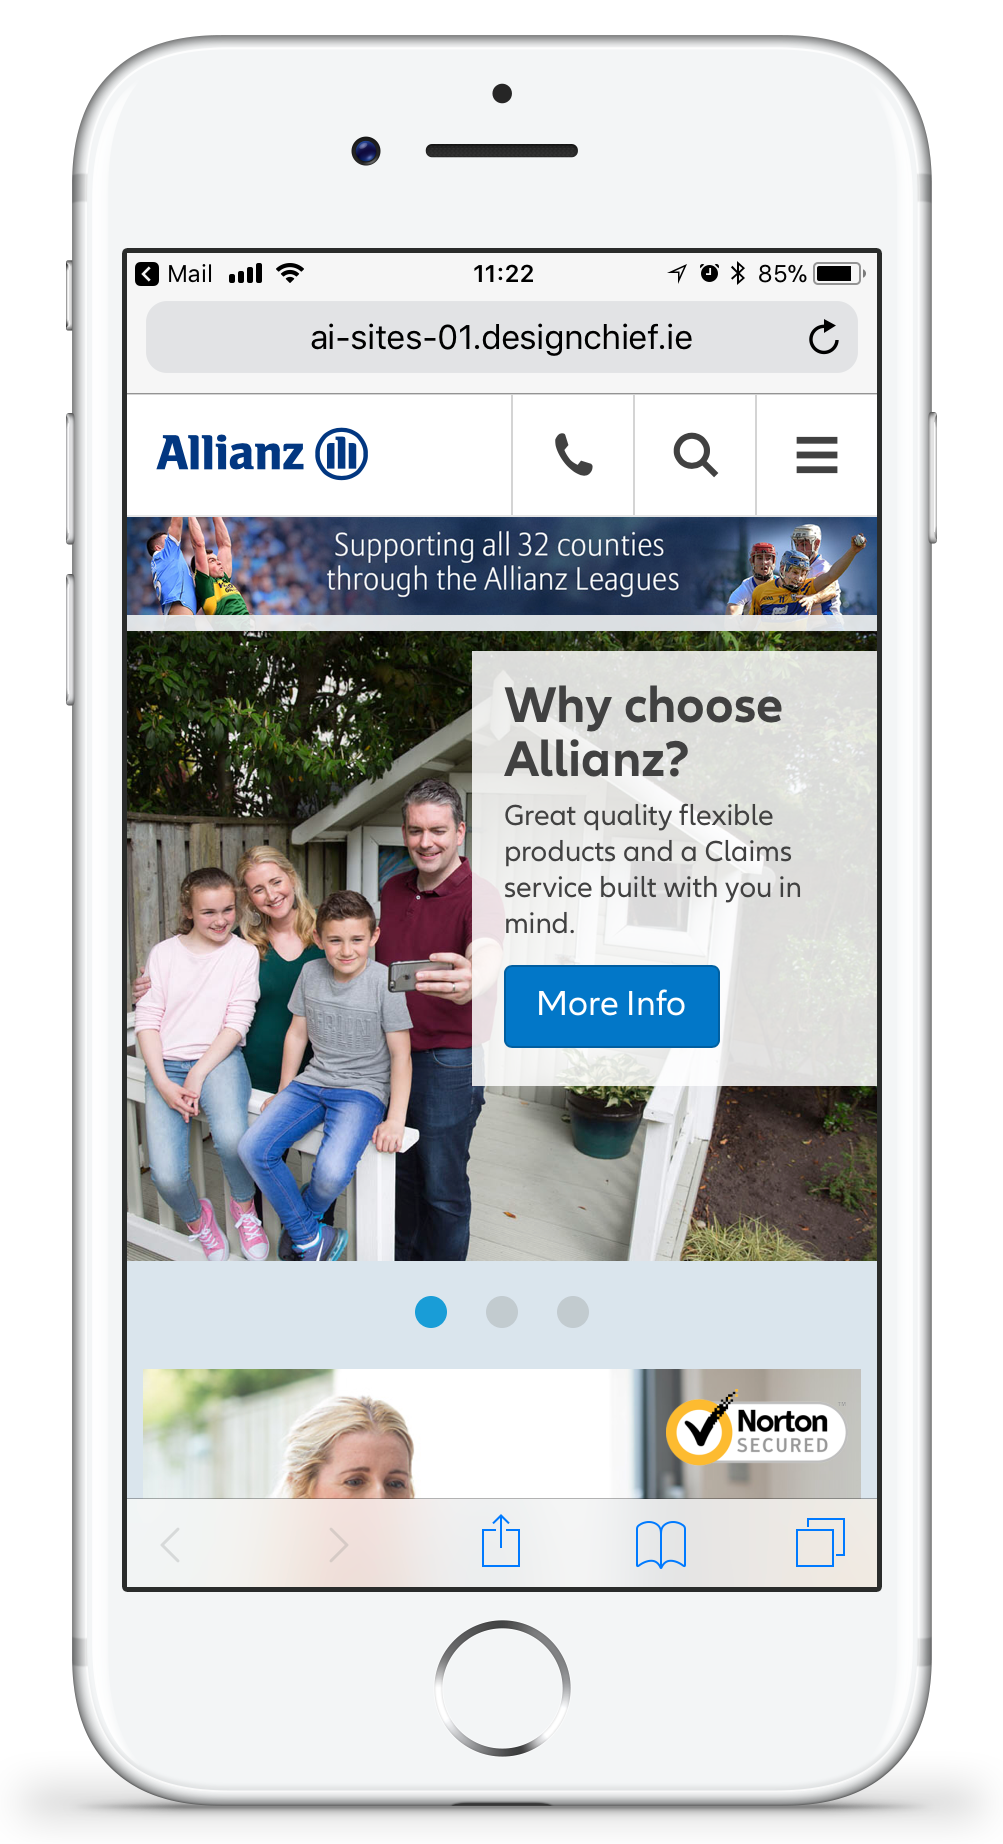 Mail
11:22
85%
ai-sites-01.designchief.ie
Allianz
Supporting all 32 counties
through the Allianz Leagues
Why choose
Allianz?
Great quality flexible
products and a Claims
service built with you in
mind.
More Info
Norton
SECURED